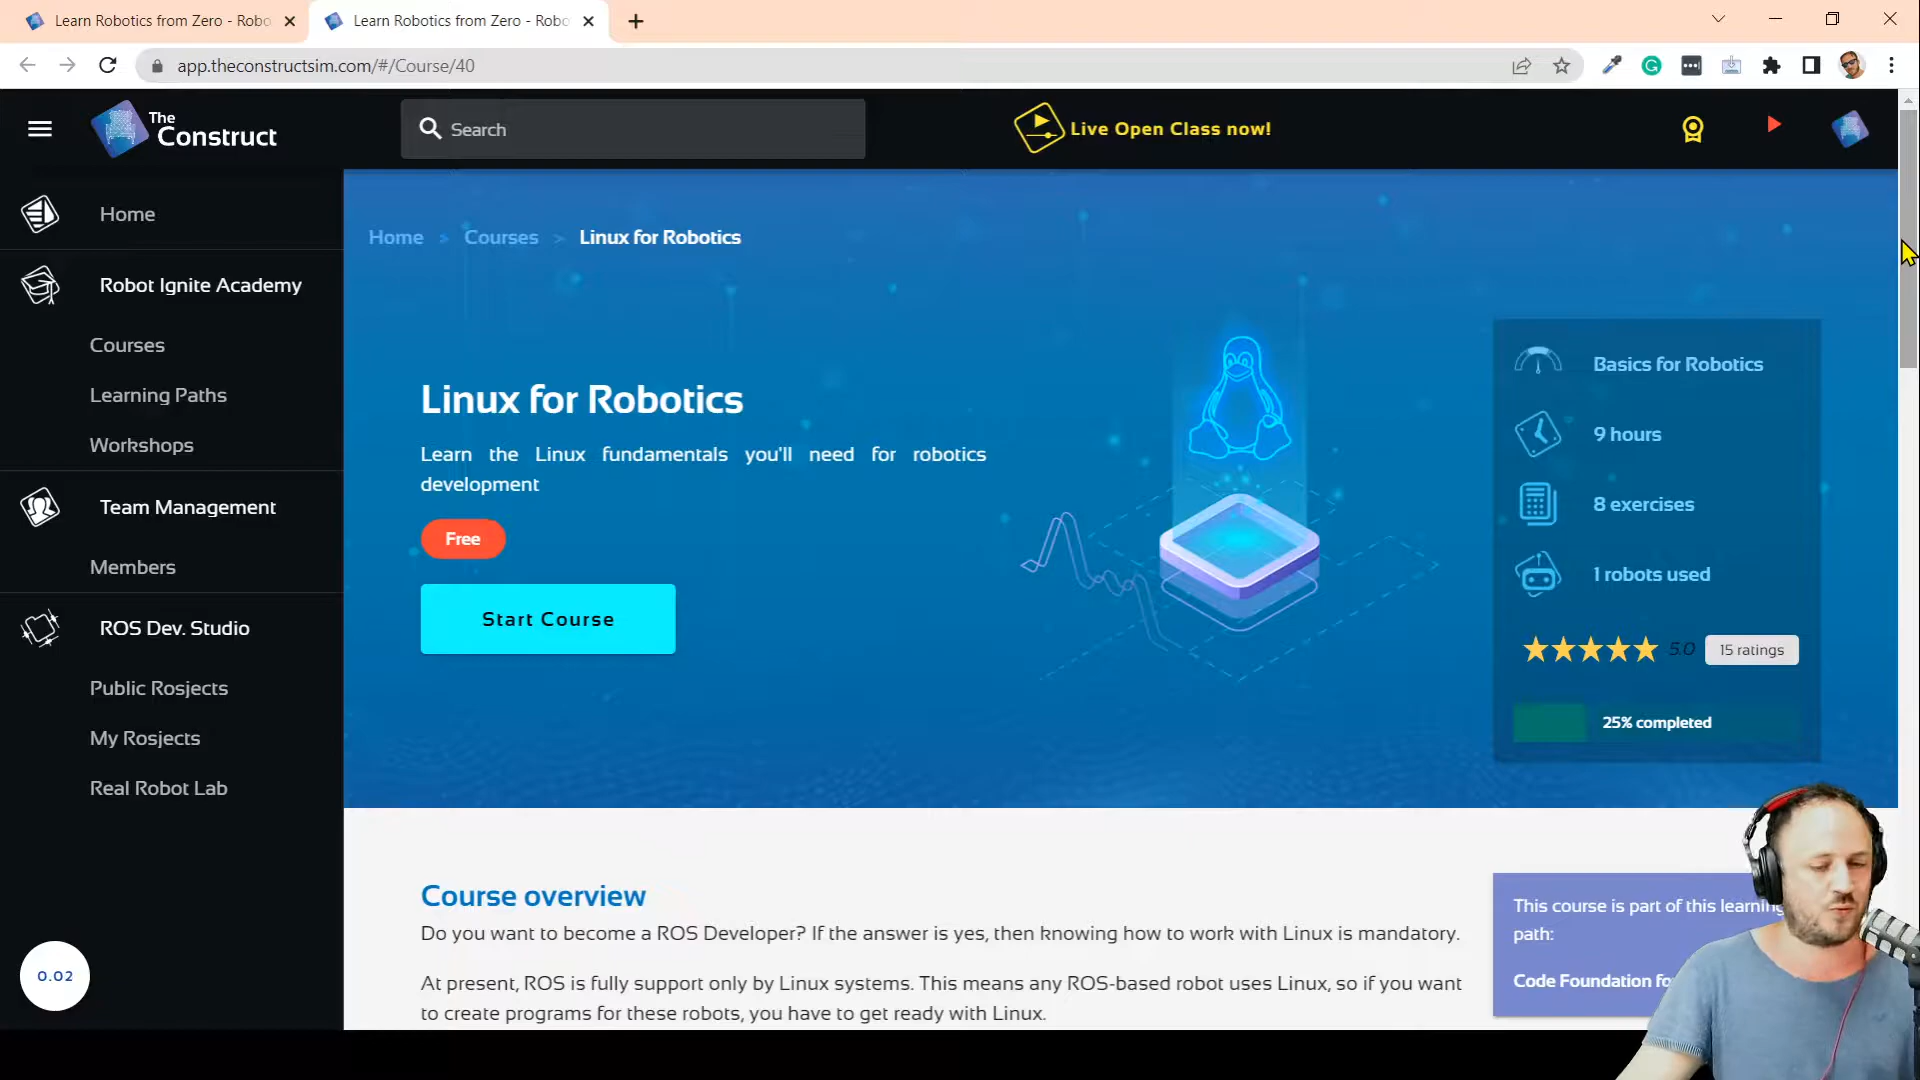 Learn Robotics from Zero - Robo
Learn Robotics from Zero - Robo
app.theconstructsim.com/#/Course/40
The
Construct
Search
Live Open Class now!
Home
Robot Ignite Academy
Courses
Learning Paths
Workshops
Team Management
Members
ROS Dev. Studio
Public Rosjects
My Rosjects
Real Robot Lab
0.02
Home > Courses > Linux for Robotics
Linux for Robotics
Learn the Linux fundamentals you'll need for robotics
development
Free
Start Course
Basics for Robotics
9 hours
8 exercises
1 robots used
5.0
15 ratings
25% completed
Course overview
Do you want to become a ROS Developer? If the answer is yes, then knowing how to work with Linux is mandatory.
At present, ROS is fully support only by Linux systems. This means any ROS-based robot uses Linux, so if you want
to create programs for these robots, you have to get ready with Linux.
This course is part of this learning
path:
Code Foundation fo